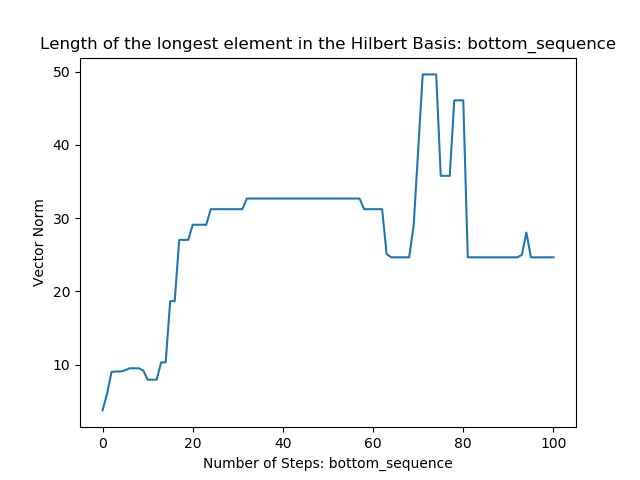 Length of the longest element in the Hilbert Basis: bottom_sequence
Vector Norm
50
40
30
20
10
0 20 40 60 80 100
Number of Steps: bottom_sequence